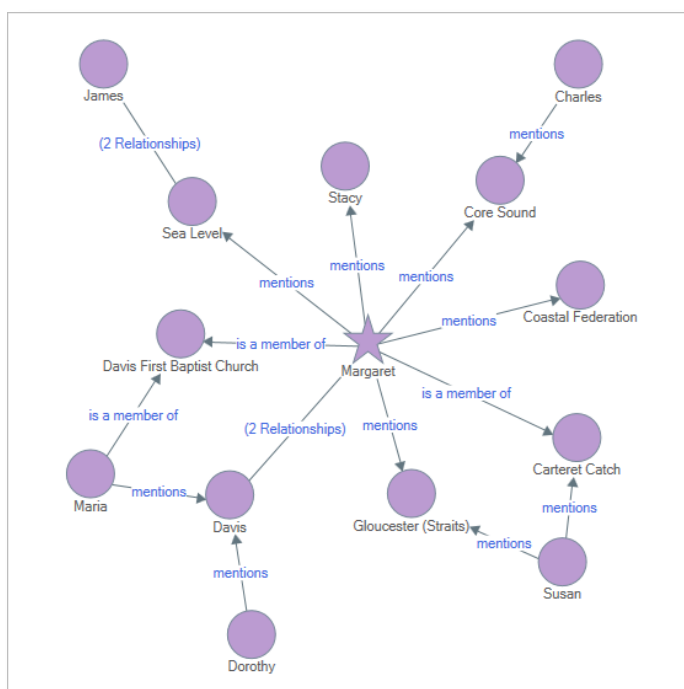 James
Charles
mentions
(2 Relationships)
Stacy
Core Sound
Sea Level
mentions
mentions
mentions
Coastal Federation
mentions
is a member of
Davis First Baptist Church
Margaret
is a member of
is a member of
(2 Relationships)
mentions
Carteret Catch
mentions
Maria
Davis
Gloucester (Straits)
mentions
mentions
mentions
Susan
Dorothy